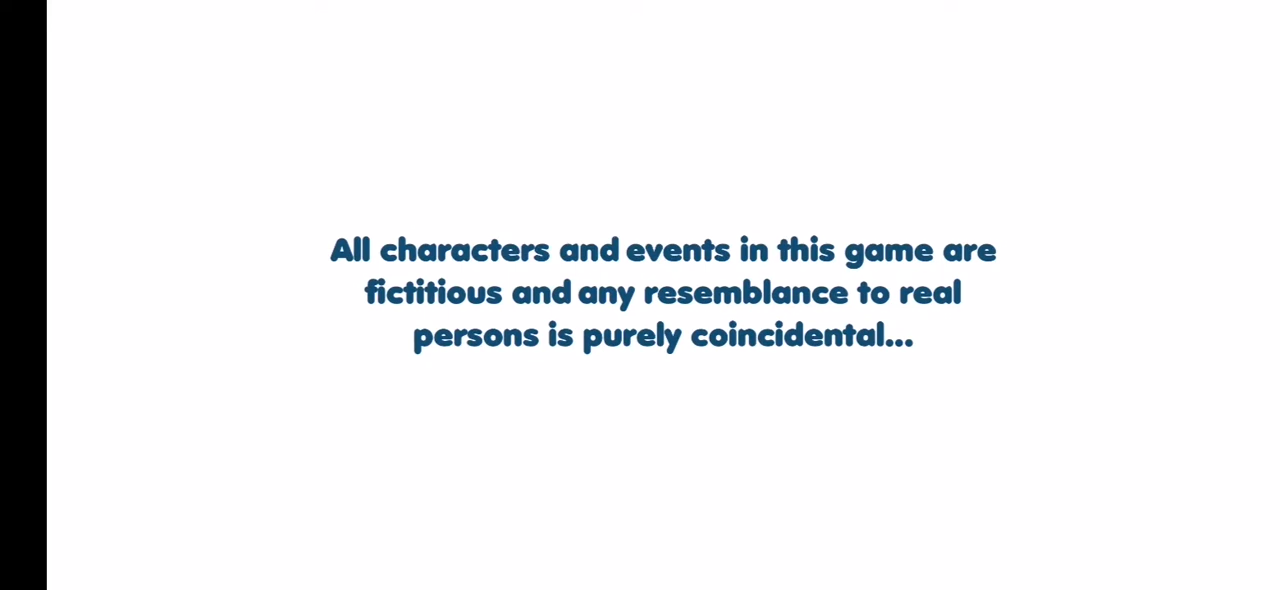 All characters and events in this game are
fictitious and any resemblance to real
persons is purely coincidental...